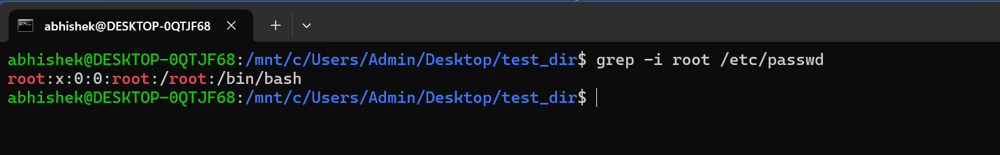 abhishek@DESKTOP-0QTJF68
abhishek@DESKTOP-0QTJF68:/mnt/c/Users/Admin/Desktop/test_dir$ grep -i root /etc/passwd
root:x:0:0:root:/root:/bin/bash
abhishek@DESKTOP-0QTJF68:/mnt/c/Users/Admin/Desktop/test_dir$